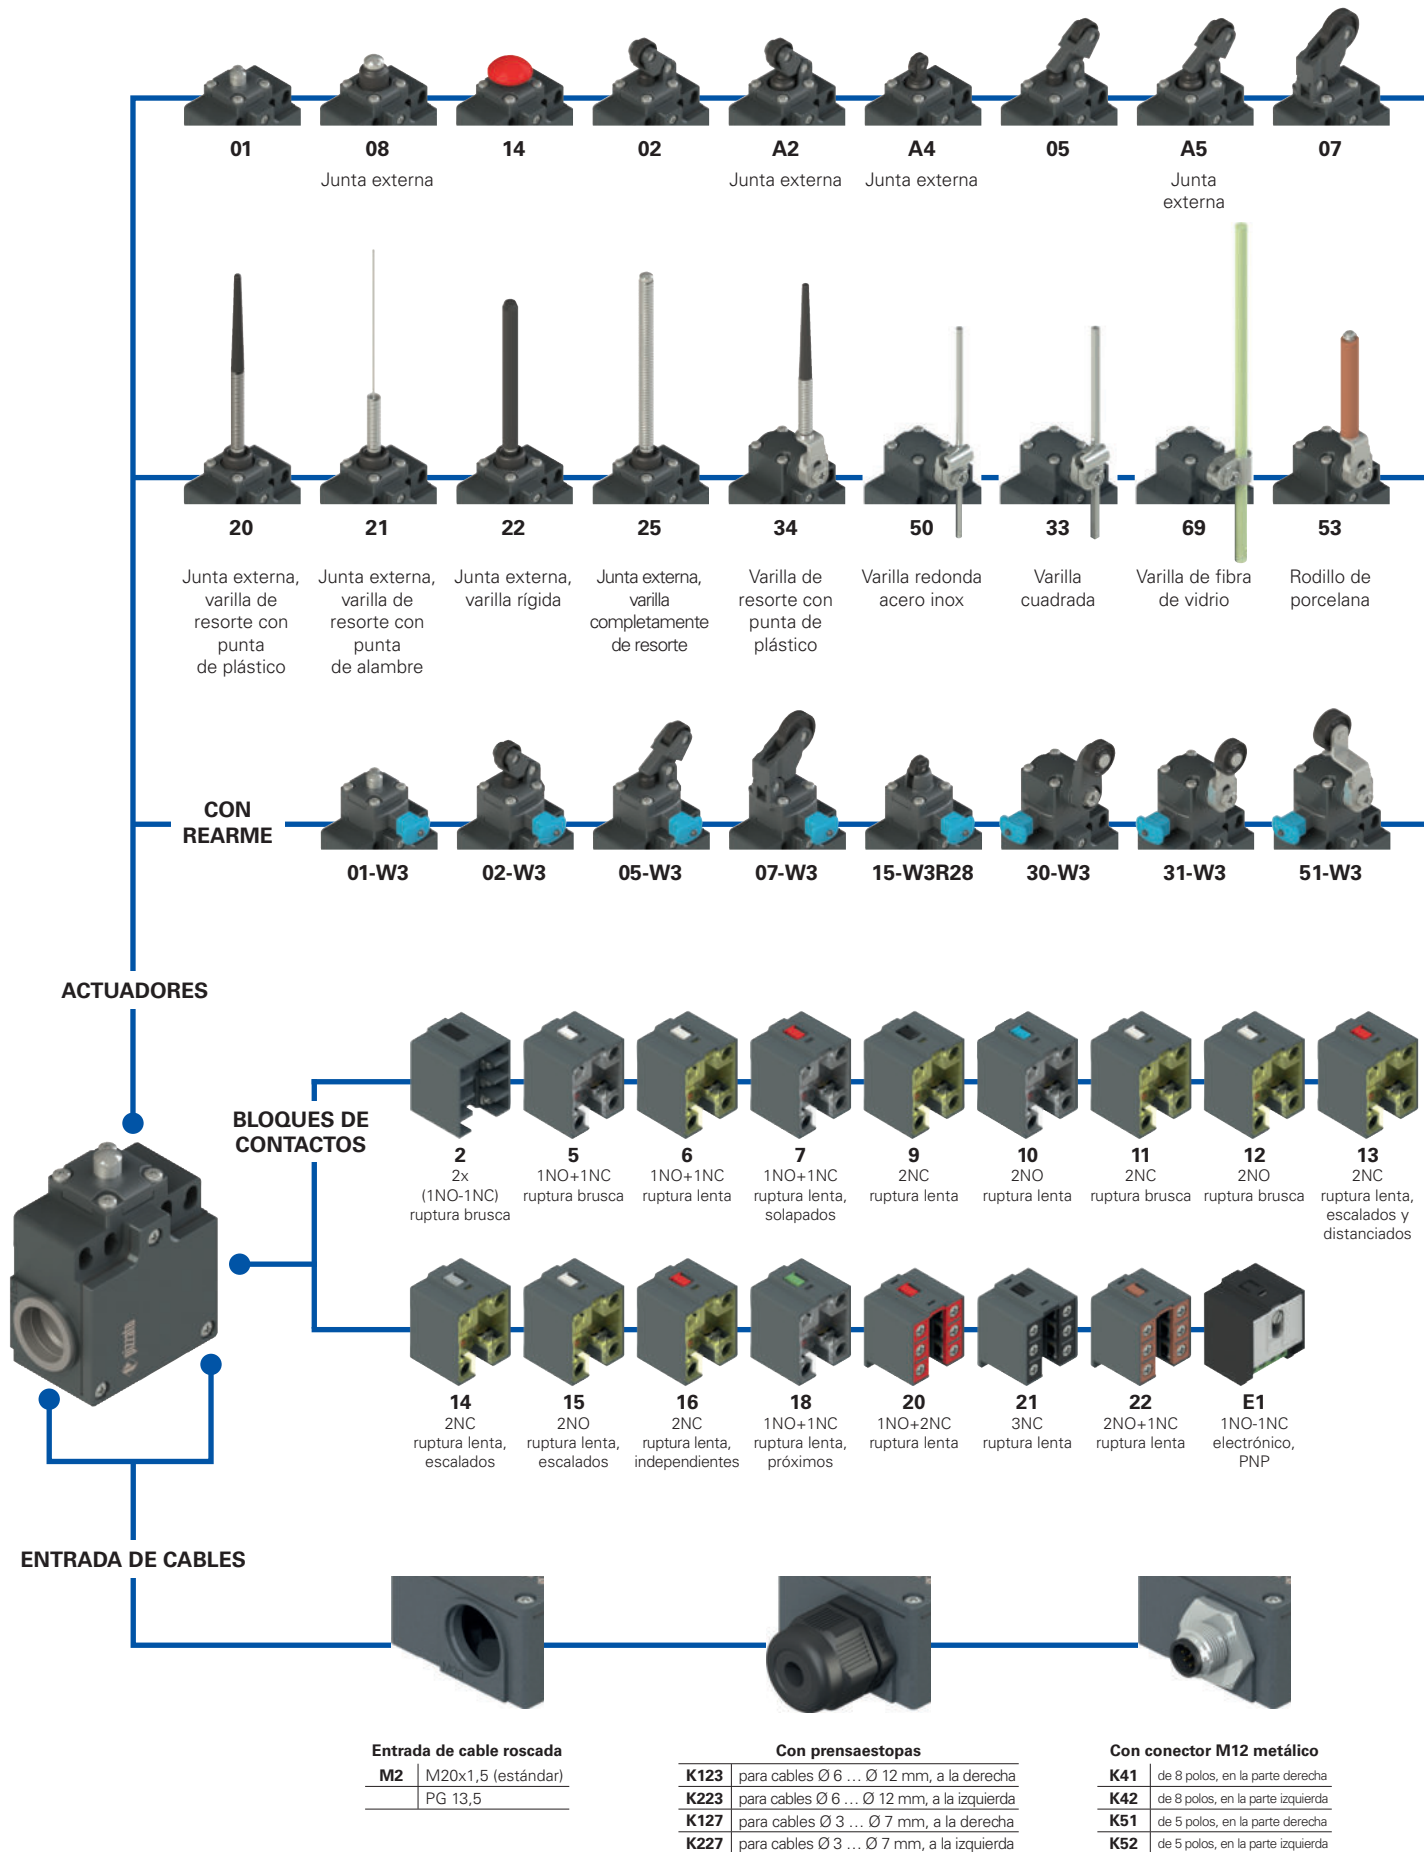 01
08
14
02
A2
A4
05
A5
07
Junta externa
Junta externa
Junta externa
Junta
externa
20
21
22
25
34
50
33
69
53
Junta externa,
varilla de
resorte con
punta
de plástico
Junta externa,
varilla de
resorte con
punta
de alambre
Junta externa,
varilla rígida
Junta externa,
varilla
completamente
de resorte
Varilla de
resorte con
punta de
plástico
Varilla redonda
acero inox
Varilla
cuadrada
Varilla de fibra
de vidrio
Rodillo de
porcelana
CON
REARME
01-W3
02-W3
05-W3
07-W3
15-W3R28
30-W3
31-W3
51-W3
ACTUADORES
BLOQUES DE
CONTACTOS
2
2x
(1NO-1NC)
ruptura brusca
5
1NO+1NC
ruptura brusca
6
1NO+1NC
ruptura lenta
7
1NO+1NC
ruptura lenta,
solapados
9
2NC
ruptura lenta
10
2NO
ruptura lenta
11
2NC
ruptura brusca
12
2NO
ruptura brusca
13
2NC
ruptura lenta,
escalados y
distanciados
pizzato
14
2NC
ruptura lenta,
escalados
15
2NO
ruptura lenta,
escalados
16
2NC
ruptura lenta,
independientes
18
1NO+1NC
ruptura lenta,
próximos
20
1NO+2NC
ruptura lenta
21
3NC
ruptura lenta
22
2NO+1NC
ruptura lenta
E1
1NO-1NC
electrónico,
PNP
ENTRADA DE CABLES
Entrada de cable roscada
M2 M20x1,5 (estándar)
PG 13,5
Con prensaestopas
K123 para cables Ø 6 … Ø 12 mm, a la derecha
K223 para cables Ø 6 … Ø 12 mm, a la izquierda
K127 para cables Ø 3 … Ø 7 mm, a la derecha
K227 para cables Ø 3 … Ø 7 mm, a la izquierda
Con conector M12 metálico
K41 de 8 polos, en la parte derecha
K42 de 8 polos, en la parte izquierda
K51 de 5 polos, en la parte derecha
K52 de 5 polos, en la parte izquierda